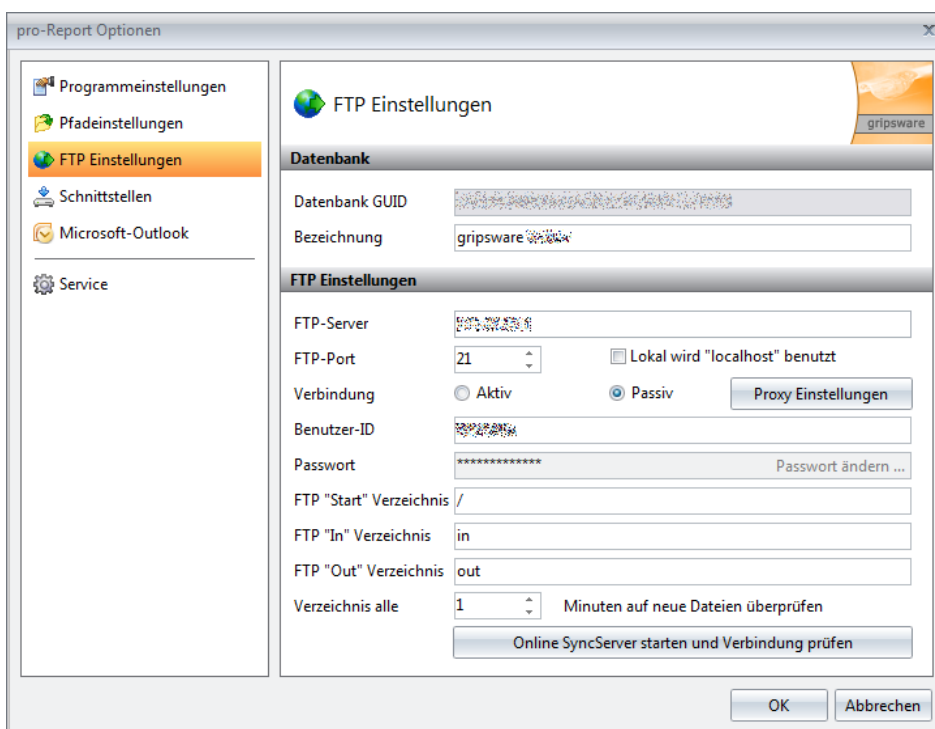 pro-Report Optionen
Programmeinstellungen
Pfadeinstellungen
FTP Einstellungen
Schnittstellen
Microsoft-Outlook
Service
FTP Einstellungen
gripsware
Datenbank
Datenbank GUID
Bezeichnung gripsware
FTP Einstellungen
FTP-Server
FTP-Port 21 Lokal wird "localhost" benutzt
Verbindung Aktiv Passiv Proxy Einstellungen
Benutzer-ID
Passwort ************* Passwort ändern ...
FTP "Start" Verzeichnis /
FTP "In" Verzeichnis in
FTP "Out" Verzeichnis out
Verzeichnis alle 1 Minuten auf neue Dateien überprüfen
Online SyncServer starten und Verbindung prüfen
OK Abbrechen